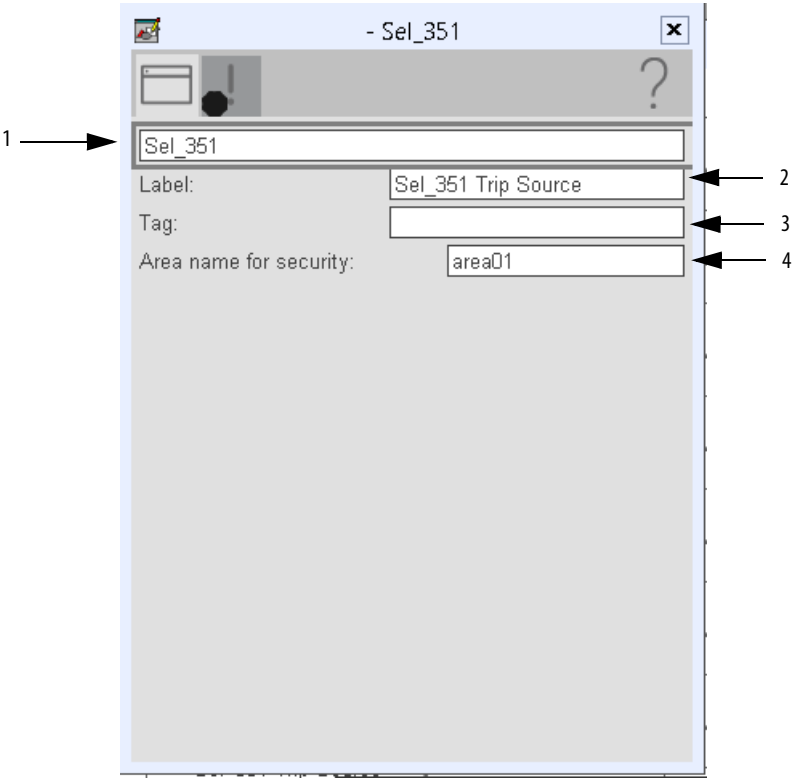 - Sel_351
1
Sel_351
Label: Sel_351 Trip Source 2
Tag: 3
Area name for security: area01 4